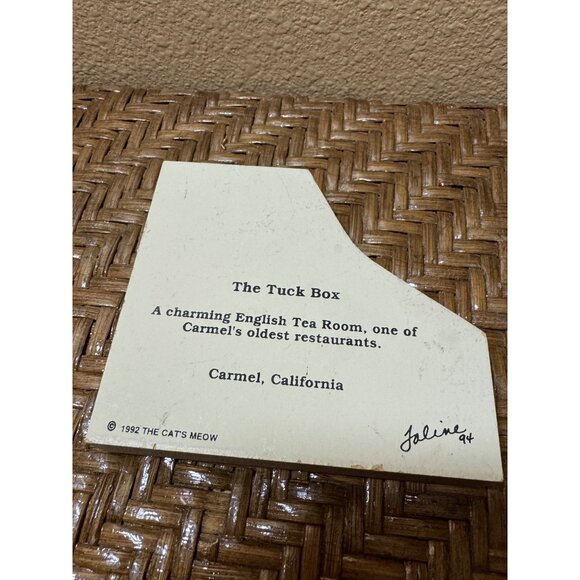 The Tuck Box
A charming English Tea Room, one of
Carmel's oldest restaurants.
Carmel, California
© 1992 THE CAT'S MEOW
Faline 94